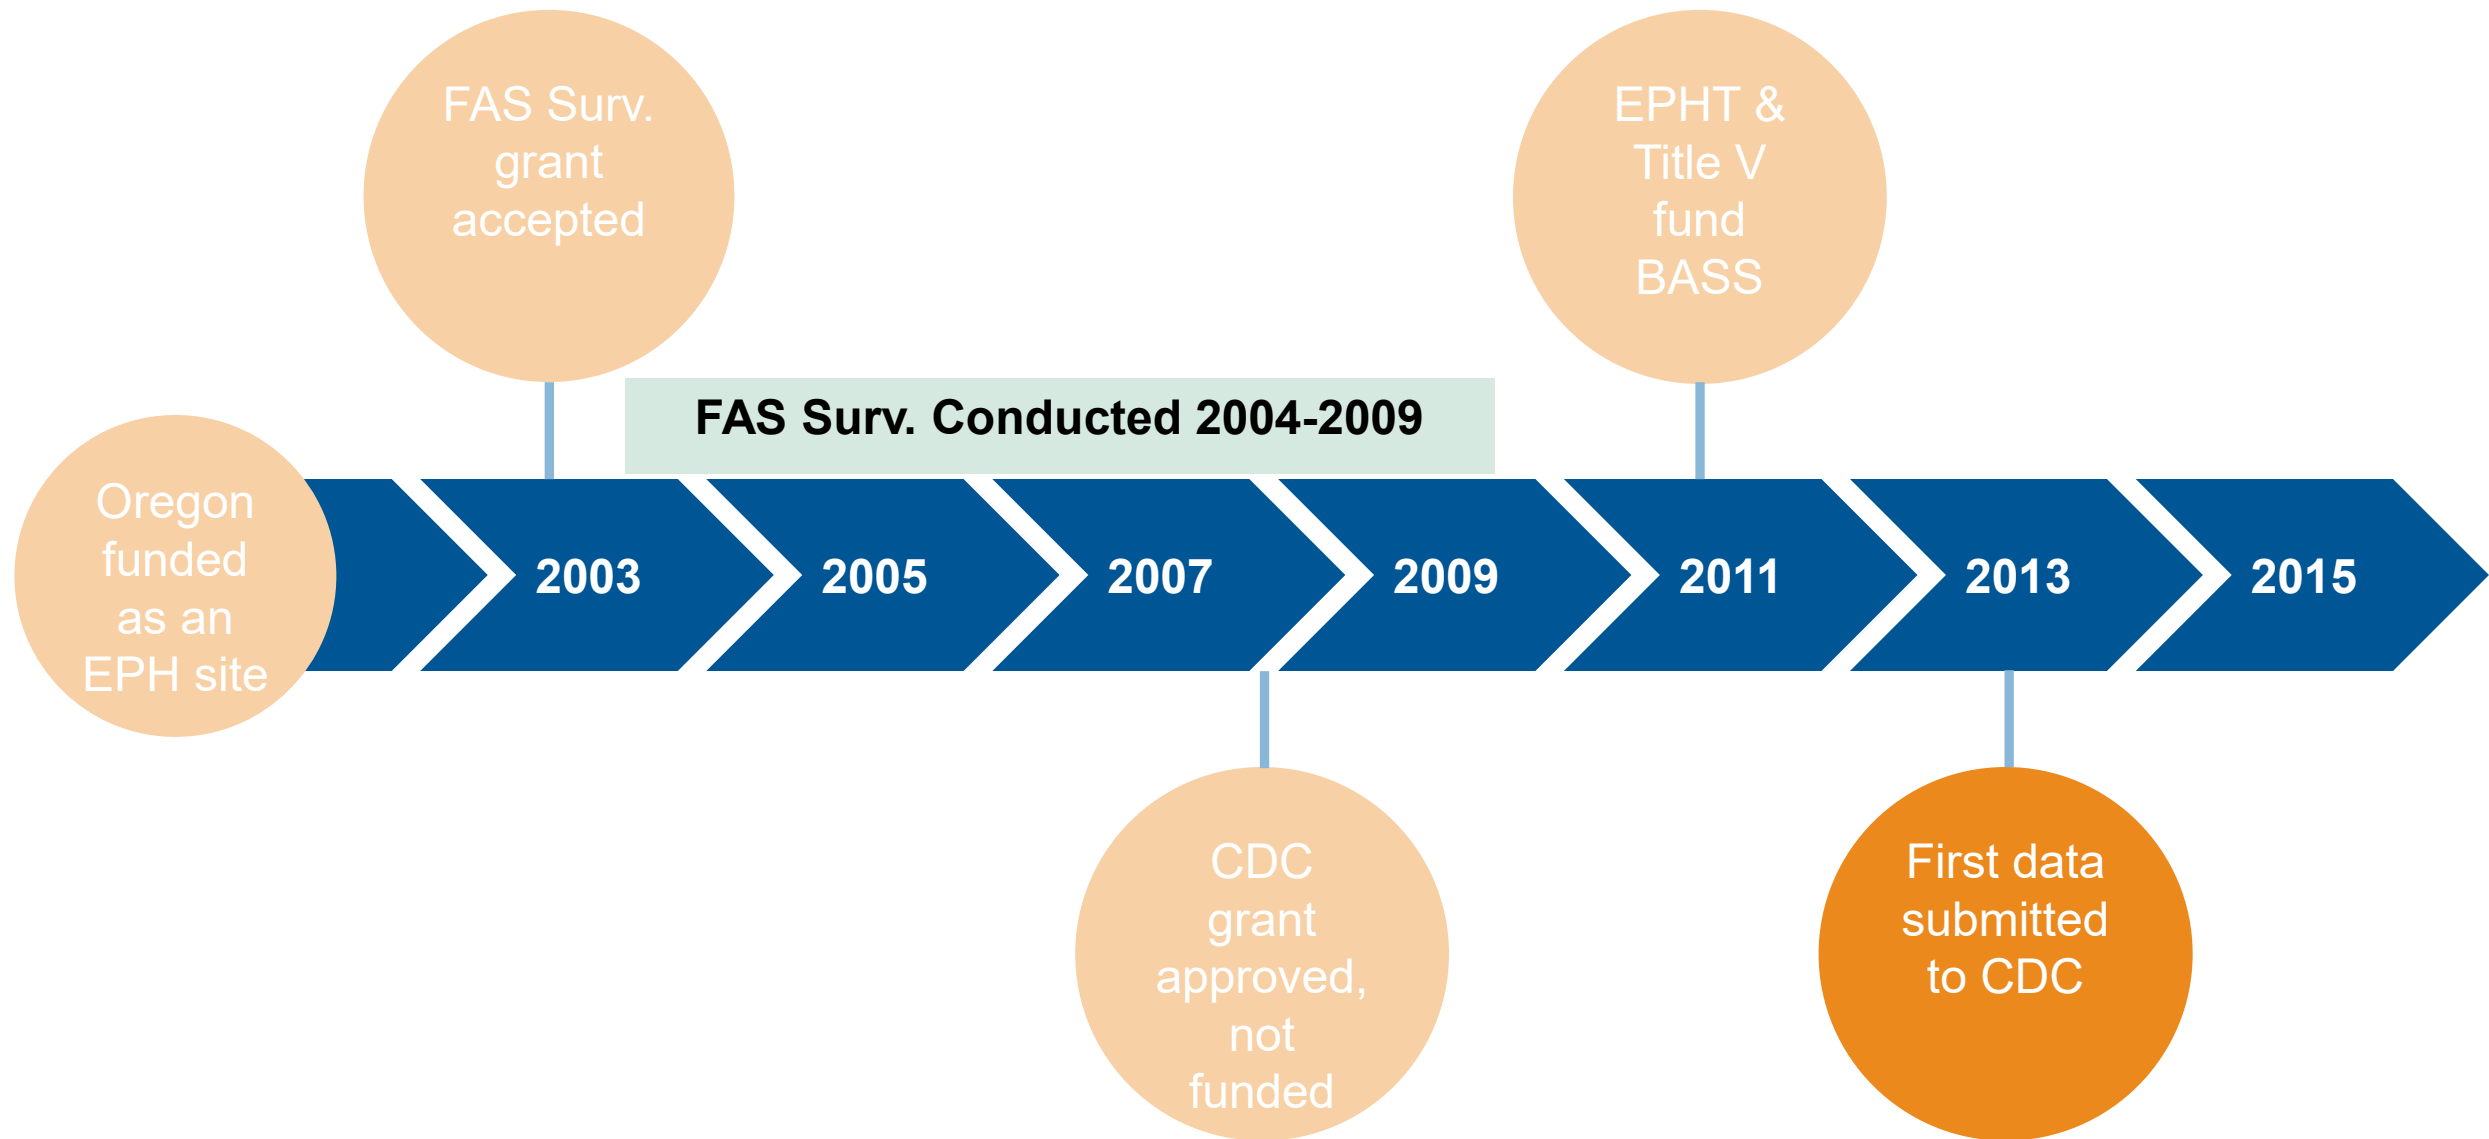 FAS Surv.
grant
accepted
EPHT &
Title V
fund
BASS
FAS Surv. Conducted 2004-2009
Oregon
funded
as an
EPH site
2003
2005
2007
2009
2011
2013
2015
CDC
grant
approved,
not
funded
First data
submitted
to CDC